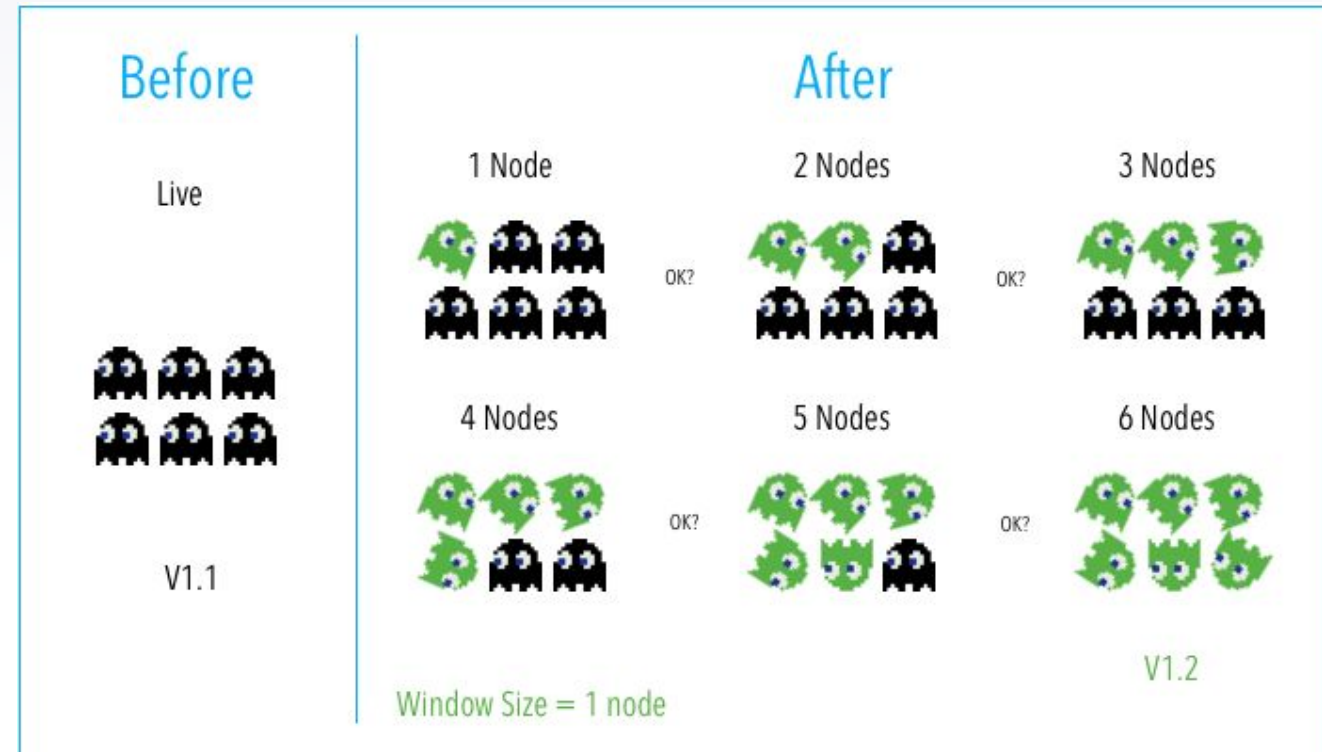 Before
After
Live
1 Node
2 Nodes
3 Nodes
OK?
OK?
4 Nodes
5 Nodes
6 Nodes
OK?
OK?
V1.1
V1.2
Window Size = 1 node